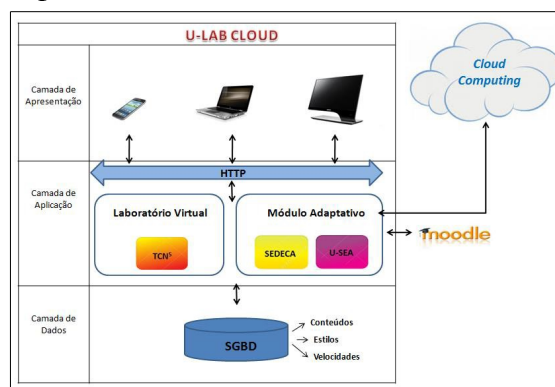 U-LAB CLOUD
Camada de
Apresentação
Cloud
Computing
HTTP
Camada de
Aplicação
Laboratório Virtual
Módulo Adaptativo
TCN⁵
SEDECA
U-SEA
moodle
Camada de
Dados
SGBD
Conteúdos
Estilos
Velocidades